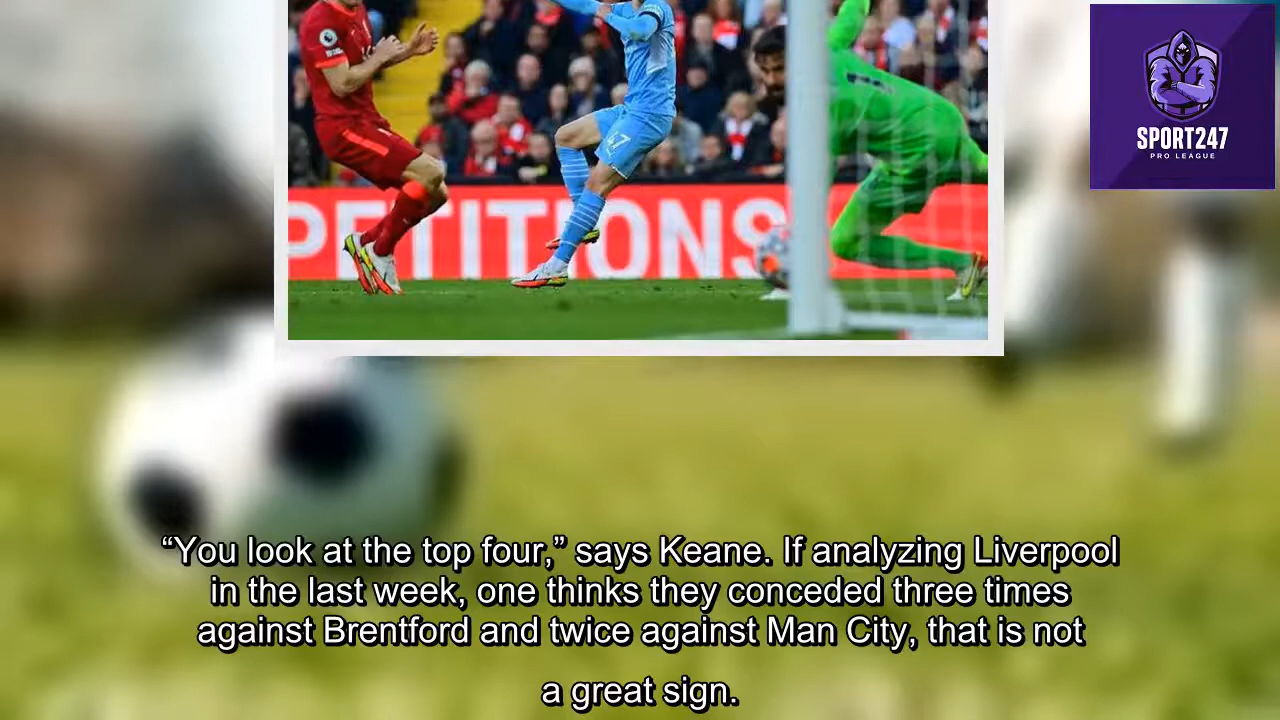 PETITIONS
SPORT247
PRO LEAGUE
“You look at the top four,” says Keane. If analyzing Liverpool
in the last week, one thinks they conceded three times
against Brentford and twice against Man City, that is not
a great sign.